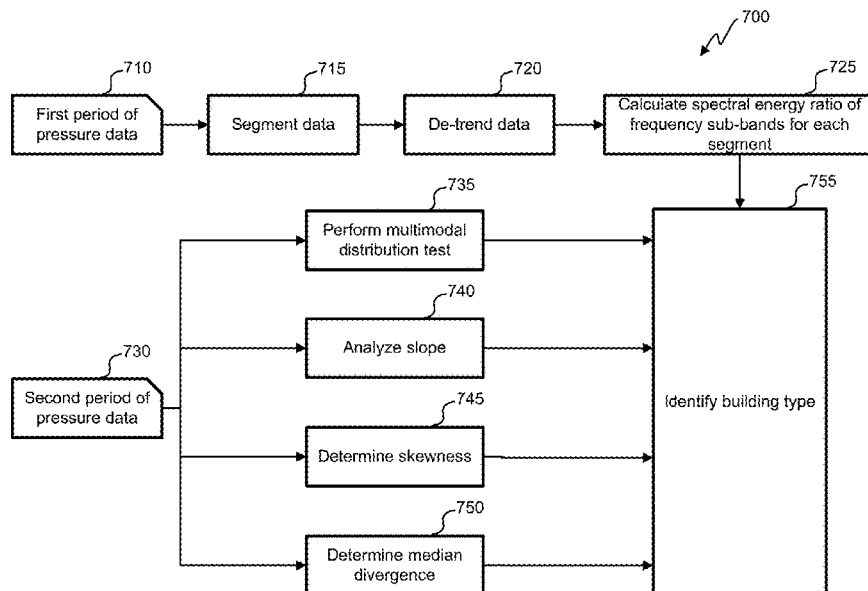 700
710
715
720
725
First period of
pressure data
Segment data
De-trend data
Calculate spectral energy ratio of
frequency sub-bands for each
segment
735
755
Perform multimodal
distribution test
740
Analyze slope
730
Second period of
pressure data
Identify building type
745
Determine skewness
750
Determine median
divergence